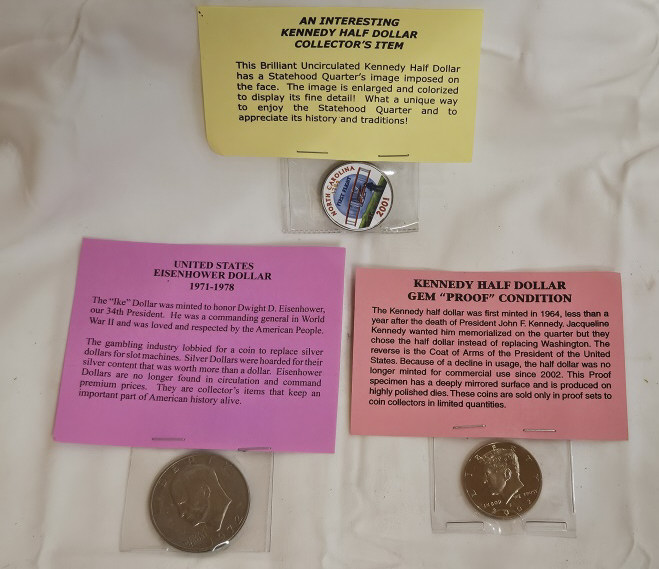 AN INTERESTING
KENNEDY HALF DOLLAR
COLLECTOR'S ITEM
This Brilliant Uncirculated Kennedy Half Dollar
has a Statehood Quarter's image imposed on
the face. The image is enlarged and colorized
to display its fine detail! What a unique way
to enjoy the Statehood Quarter and to
appreciate its history and traditions!
NORTH CAROLINA
FIRST FLIGHT
2001
UNITED STATES
EISENHOWER DOLLAR
1971-1978
The "Ike" Dollar was minted to honor Dwight D. Eisenhower,
our 34th President. He was a commanding general in World
War II and was loved and respected by the American People.
The gambling industry lobbied for a coin to replace silver
dollars for slot machines. Silver Dollars were hoarded for their
silver content that was worth more than a dollar. Eisenhower
Dollars are no longer found in circulation and command
premium prices. They are collector's items that keep an
important part of American history alive.
KENNEDY HALF DOLLAR
GEM "PROOF" CONDITION
The Kennedy half dollar was first minted in 1964, less than a
year after the death of President John F. Kennedy. Jacqueline
Kennedy wanted him memorialized on the quarter but they
chose the half dollar instead of replacing Washington. The
reverse is the Coat of Arms of the President of the United
States. Because of a decline in usage, the half dollar was no
longer minted for commercial use since 2002. This Proof
specimen has a deeply mirrored surface and is produced on
highly polished dies. These coins are sold only in proof sets to
coin collectors in limited quantities.